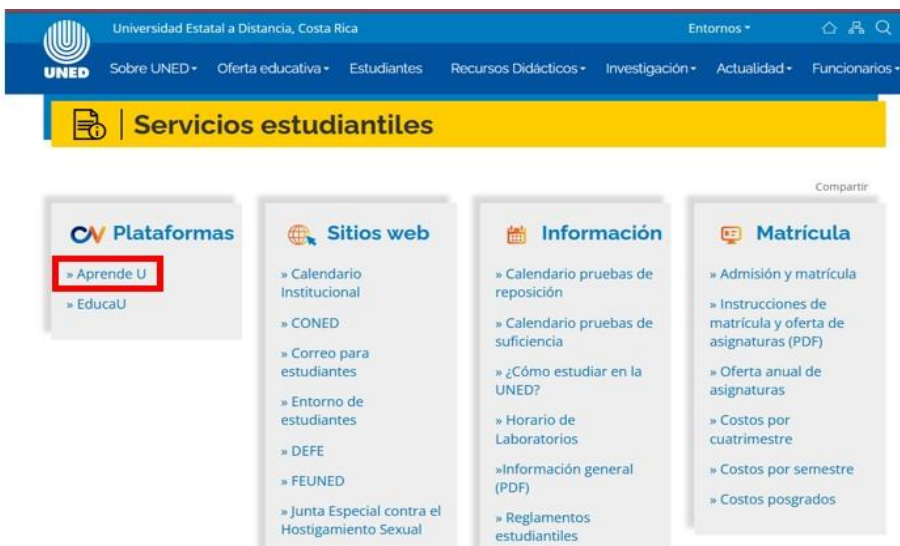 Universidad Estatal a Distancia, Costa Rica
Entornos
UNED
Sobre UNED
Oferta educativa
Estudiantes
Recursos Didácticos
Investigación
Actualidad
Funcionarios
Servicios estudiantiles
Compartir
Plataformas
» Aprende U
» EducaU
Sitios web
» Calendario
Institucional
» CONED
» Correo para
estudiantes
» Entorno de
estudiantes
» DEFE
» FEUNED
» Junta Especial contra el
Hostigamiento Sexual
Información
» Calendario pruebas de
reposición
» Calendario pruebas de
suficiencia
» ¿Cómo estudiar en la
UNED?
» Horario de
Laboratorios
»Información general
(PDF)
» Reglamentos
estudiantiles
Matrícula
» Admisión y matrícula
» Instrucciones de
matrícula y oferta de
asignaturas (PDF)
» Oferta anual de
asignaturas
» Costos por
cuatrimestre
» Costos por semestre
» Costos posgrados